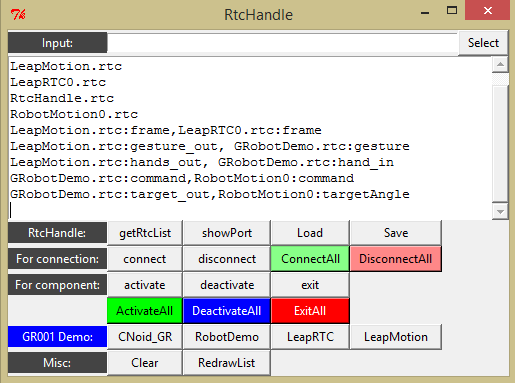 RtcHandle
Input: Select
LeapMotion.rtc
LeapRTC0.rtc
RtcHandle.rtc
RobotMotion0.rtc
LeapMotion.rtc:frame,LeapRTC0.rtc:frame
LeapMotion.rtc:gesture_out, GRobotDemo.rtc:gesture
LeapMotion.rtc:hands_out, GRobotDemo.rtc:hand_in
GRobotDemo.rtc:command,RobotMotion0:command
GRobotDemo.rtc:target_out,RobotMotion0:targetAngle
RtcHandle: getRtcList showPort Load Save
For connection: connect disconnect ConnectAll DisconnectAll
For component: activate deactivate exit
ActivateAll DeactivateAll ExitAll
GR001 Demo: CNoid_GR RobotDemo LeapRTC LeapMotion
Misc: Clear RedrawList